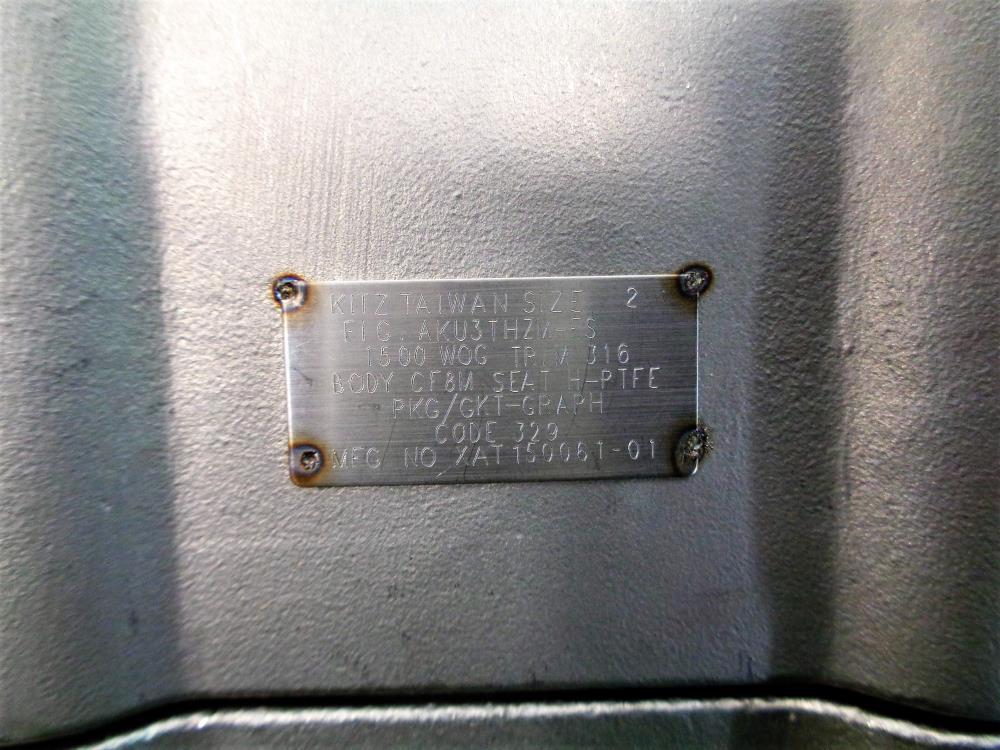 KITZ TAIWAN SIZE 2
FIG. AKU3THZM-FS
1500 WOG TRIM 316
BODY CF8M SEAT H-PTFE
PKG/GKT-GRAPH
CODE 329
MFG NO XAT150061-01